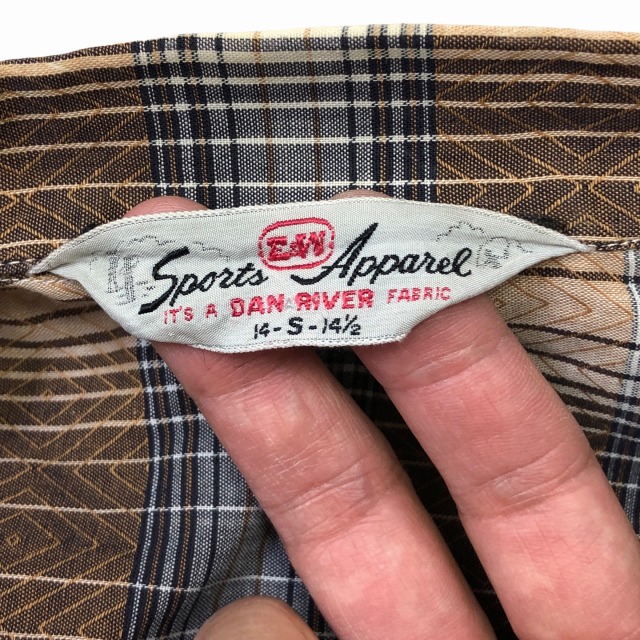 E&W
Sports Apparel
IT'S A DAN RIVER FABRIC
14-S-14½